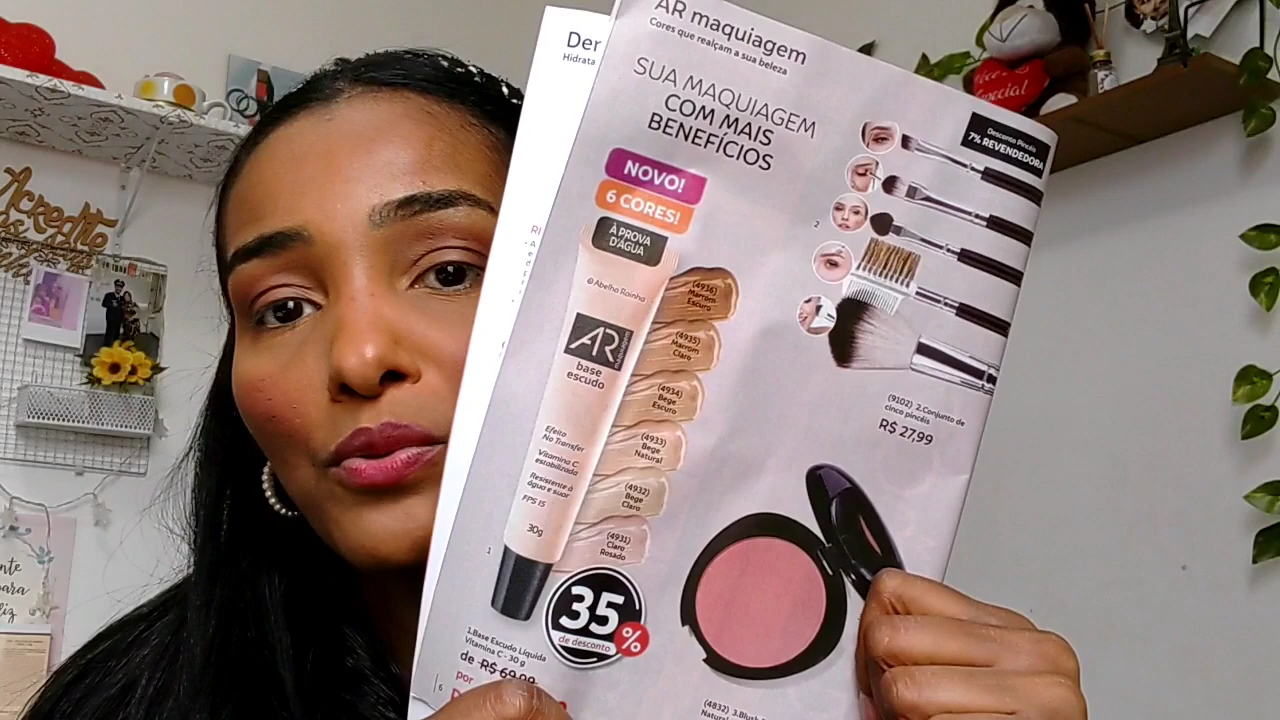 AR maquiagem
Cores que realçam a sua beleza
Der
Hidrata
SUA MAQUIAGEM
COM MAIS
BENEFÍCIOS
Desconto Pincéis
7% REVENDEDORA
NOVO!
6 CORES!
À PROVA
D'ÁGUA
Abelha Rainha
AR
maquiagem
base
escudo
Efeito
No Transfer
Vitamina C
estabilizada
Resistente à
água e suor
FPS 15
30g
(4936)
Marrom
Escuro
(4935)
Marrom
Claro
(4934)
Bege
Escuro
(4933)
Bege
Natural
(4932)
Bege
Claro
(4931)
Claro
Rosado
2
(9102) 2.Conjunto de
cinco pincéis
R$ 27,99
1
35
%
de desconto
1.Base Escudo Líquida
Vitamina C - 30 g
de R$ 69,99
por
6
(4832) 3.Blush
Natural
Acredite
Especial